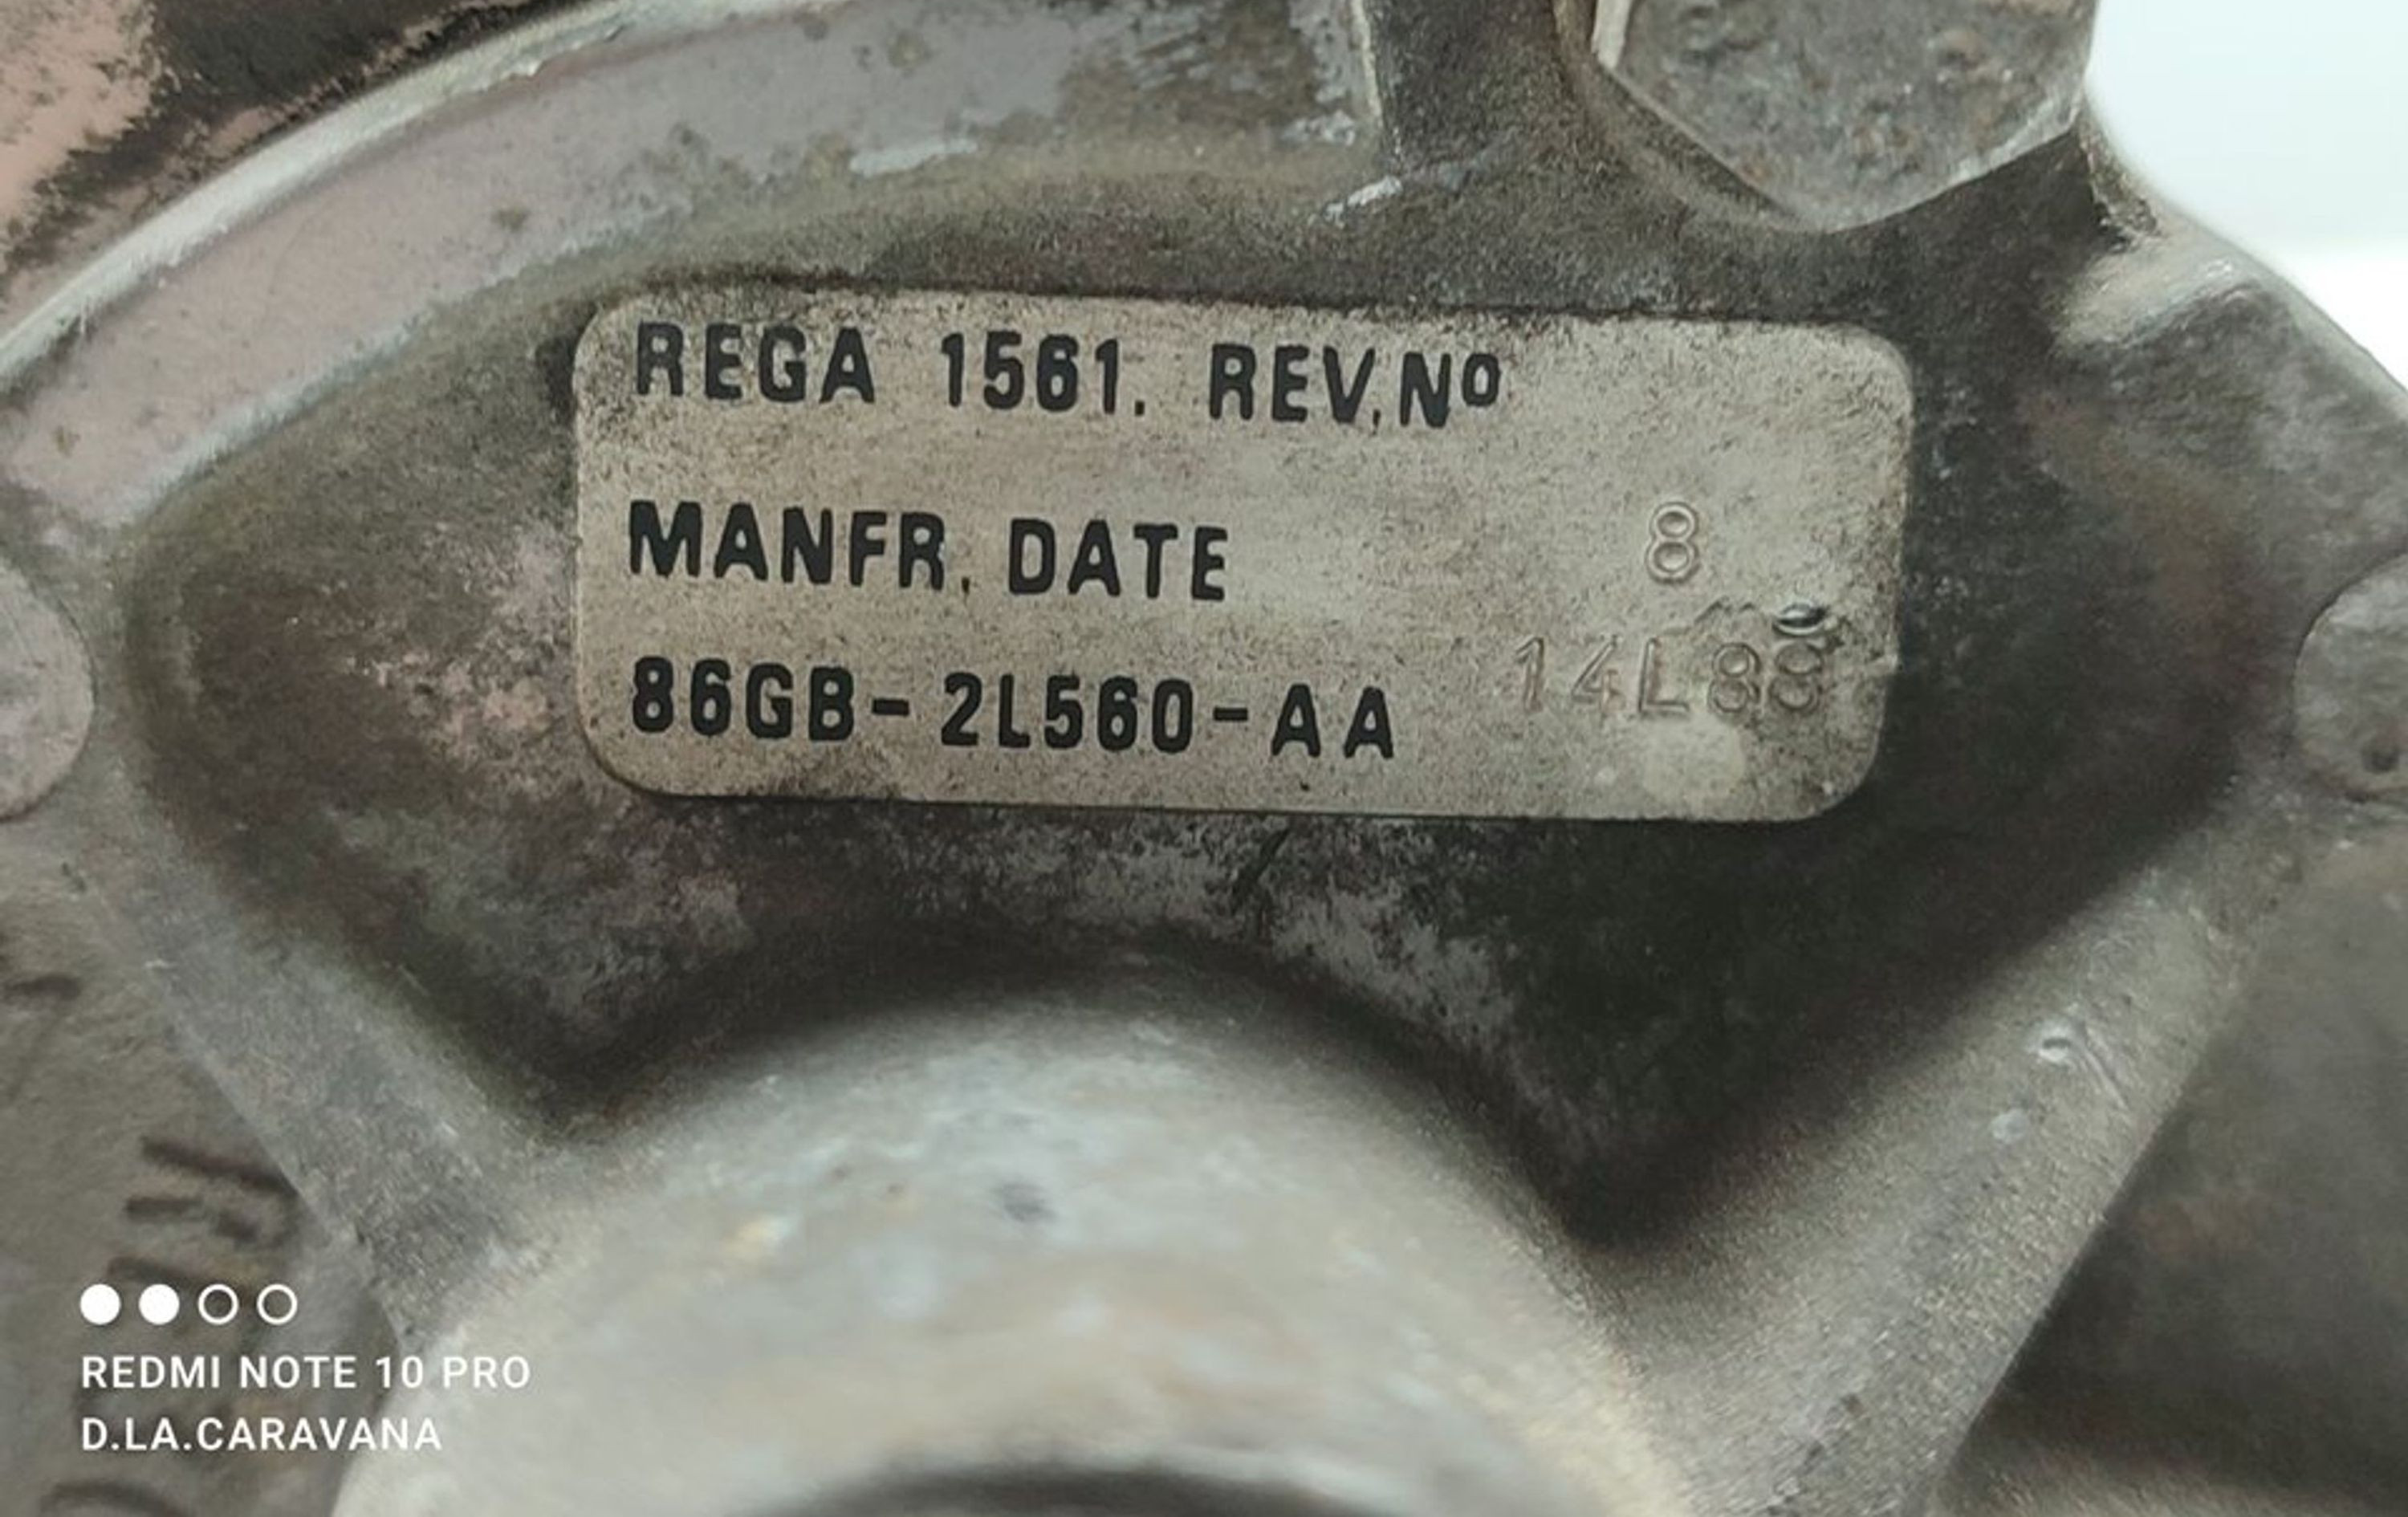 REGA 1561. REV.Nº
MANFR. DATE 8
86GB-2L560-AA 14L88
REDMI NOTE 10 PRO
D.LA.CARAVANA